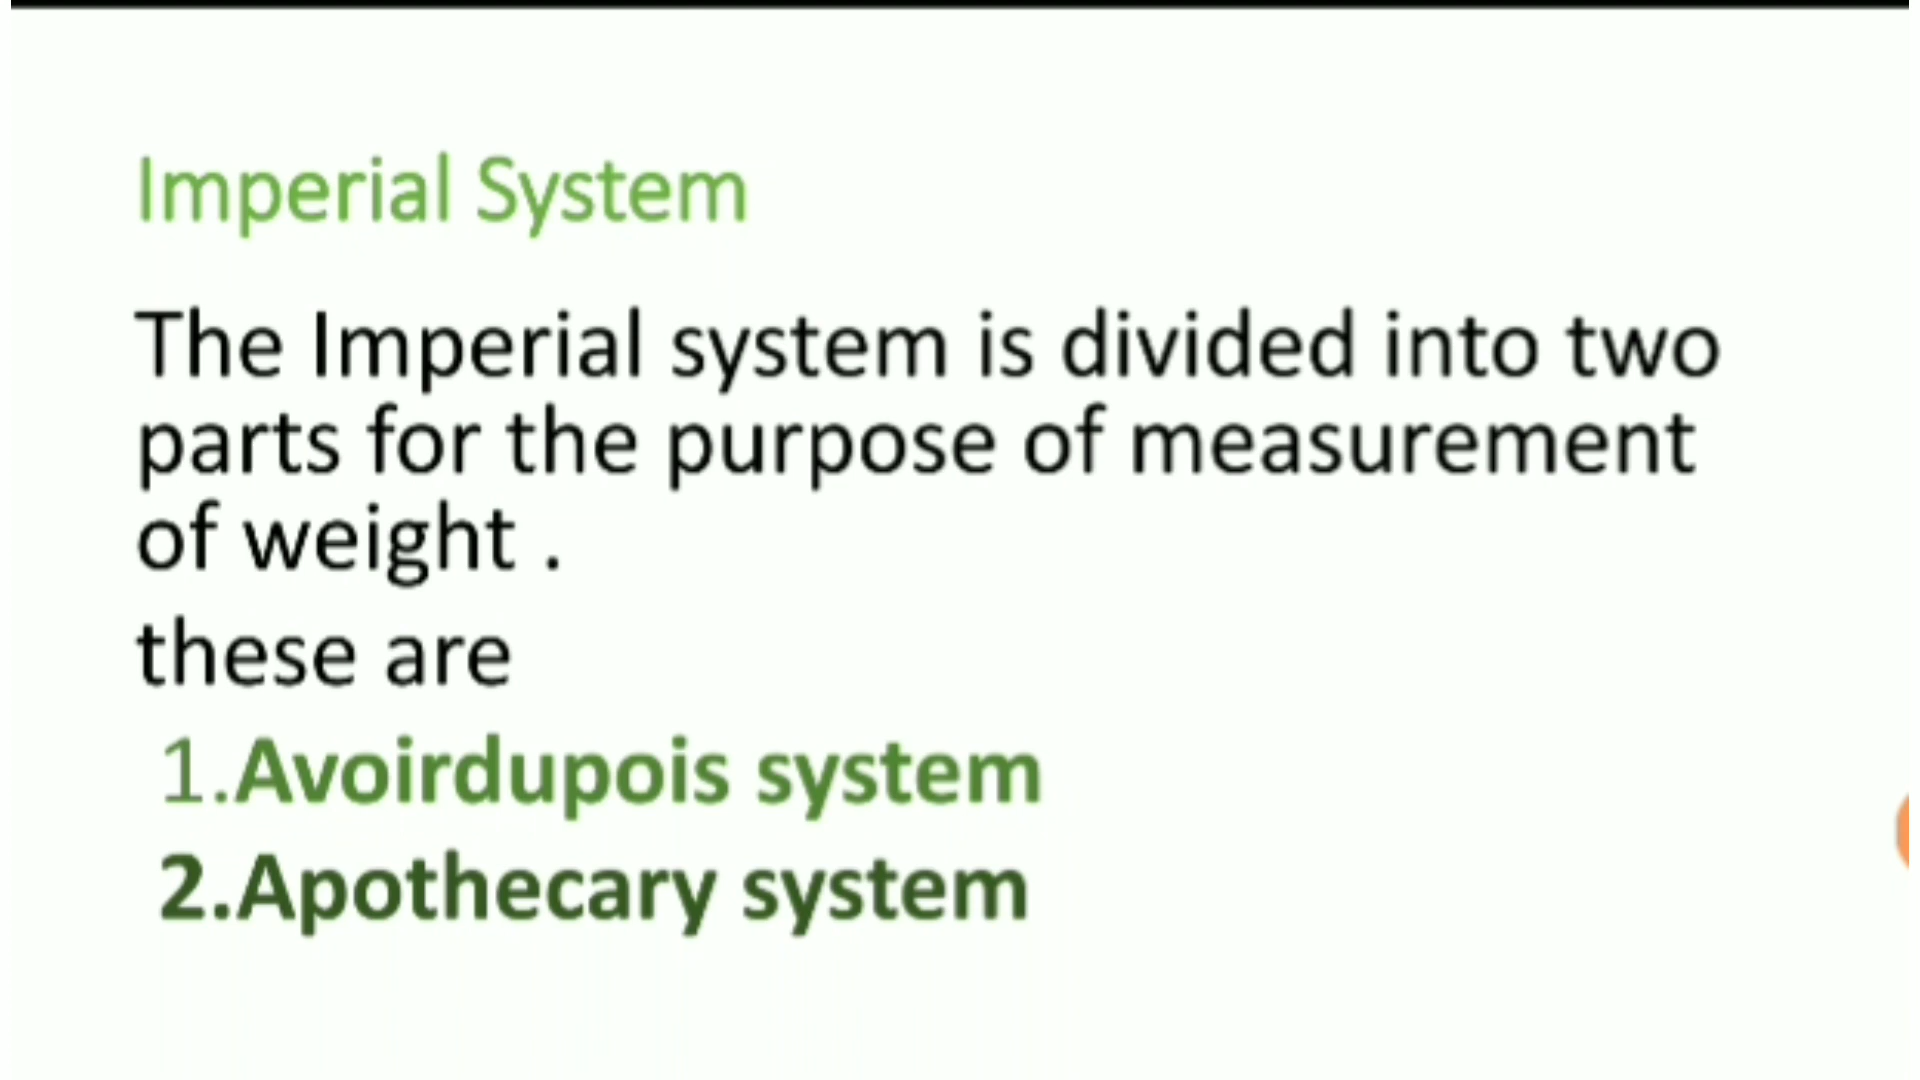 Imperial System
The Imperial system is divided into two
parts for the purpose of measurement
of weight .
these are
1.Avoirdupois system
2.Apothecary system